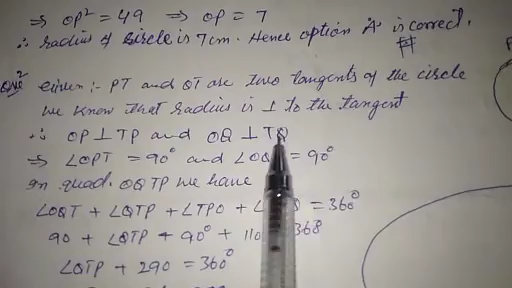 ⇒ OP² = 49 ⇒ OP = 7
∴ radius of circle is 7cm. Hence option 'A' is correct.
Que² Given :- PT and QT are two tangents of the circle
We know that radius is ⊥ to the tangent
∴ OP ⊥ TP and OQ ⊥ TQ
⇒ ∠OPT = 90° and ∠OQ = 90°
In quad. OQTP we have
∠OQT + ∠QTP + ∠TPO + ∠ = 360°
90 + ∠QTP + 90° + 110 360
∠QTP + 290 = 360°